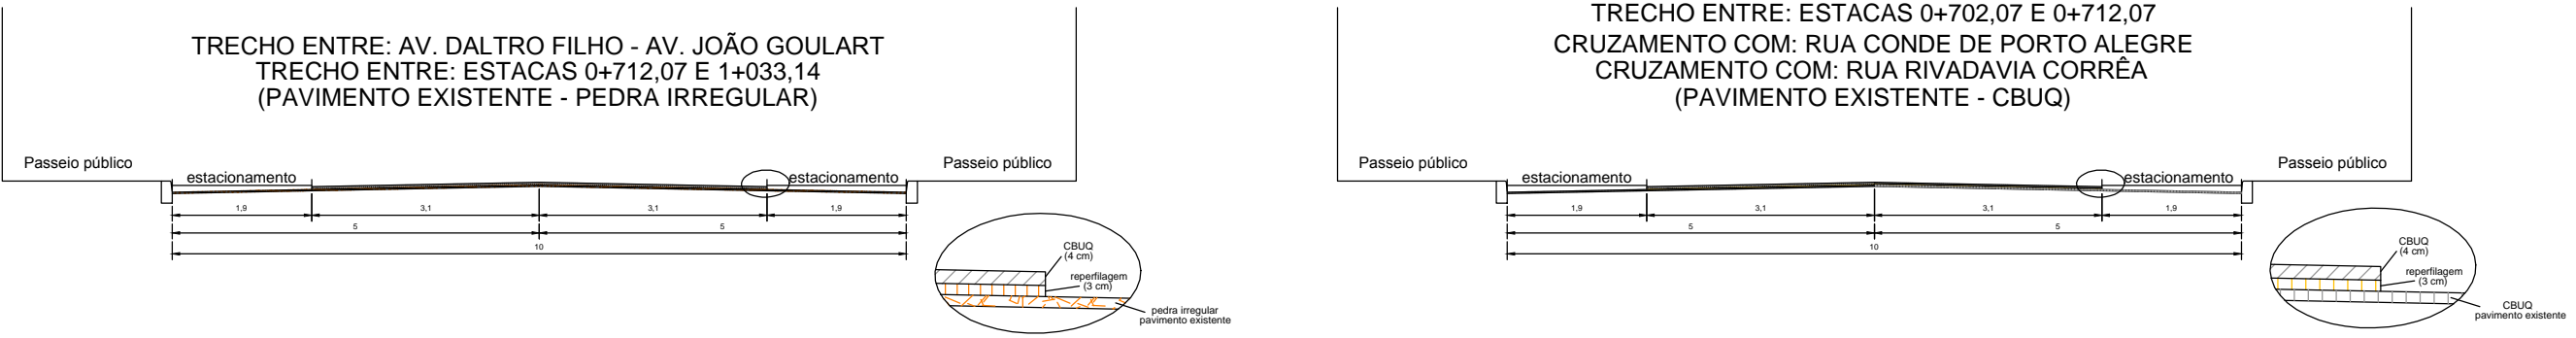 TRECHO ENTRE: AV. DALTRO FILHO - AV. JOÃO GOULART
TRECHO ENTRE: ESTACAS 0+712,07 E 1+033,14
(PAVIMENTO EXISTENTE - PEDRA IRREGULAR)
Passeio público
estacionamento
estacionamento
Passeio público
1,9
3,1
3,1
1,9
5
5
10
CBUQ
(4 cm)
reperfilagem
(3 cm)
pedra irregular
pavimento existente
TRECHO ENTRE: ESTACAS 0+702,07 E 0+712,07
CRUZAMENTO COM: RUA CONDE DE PORTO ALEGRE
CRUZAMENTO COM: RUA RIVADAVIA CORRÊA
(PAVIMENTO EXISTENTE - CBUQ)
Passeio público
estacionamento
estacionamento
Passeio público
1,9
3,1
3,1
1,9
5
5
10
CBUQ
(4 cm)
reperfilagem
(3 cm)
CBUQ
pavimento existente